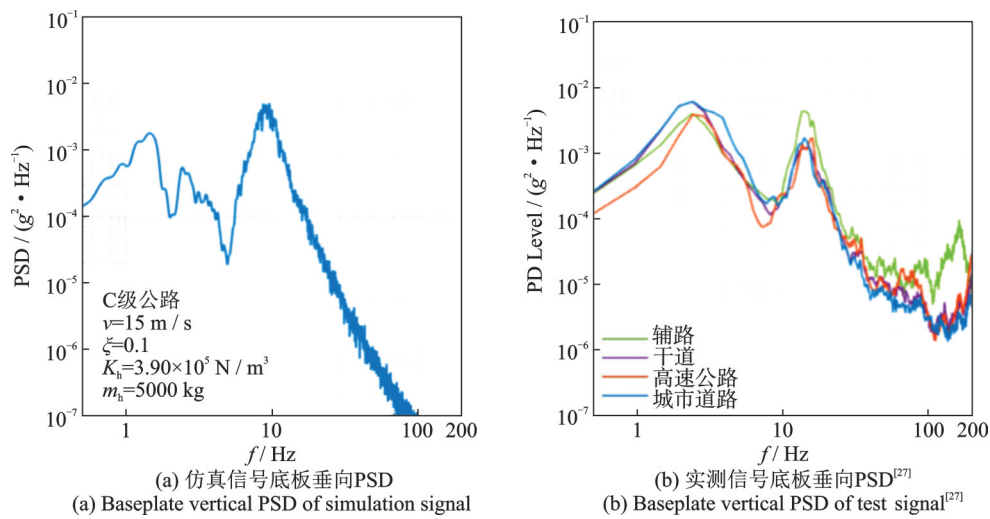 10⁻¹
10⁻²
10⁻³
10⁻⁴
10⁻⁵
10⁻⁶
10⁻⁷
PSD / (g² • Hz⁻¹)
C级公路
v=15 m / s
ξ=0.1
Kₕ=3.90×10⁵ N / m³
mₕ=5000 kg
1 10 100 200
f / Hz
(a) 仿真信号底板垂向PSD
(a) Baseplate vertical PSD of simulation signal
10⁻¹
10⁻²
10⁻³
10⁻⁴
10⁻⁵
10⁻⁶
10⁻⁷
PD Level / (g² • Hz⁻¹)
辅路
干道
高速公路
城市道路
1 10 100 200
f / Hz
(b) 实测信号底板垂向PSD[27]
(b) Baseplate vertical PSD of test signal[27]